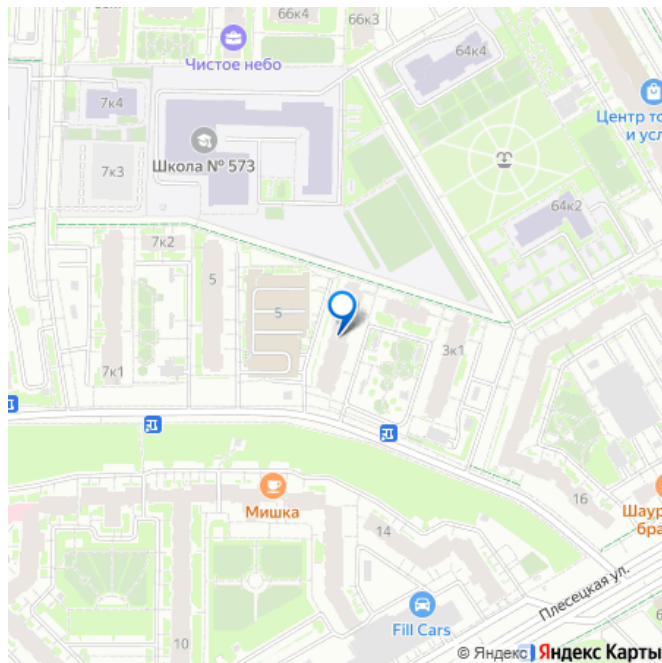 66к4
66к3
64к4
Чистое небо
7к4
Центр то
и усл
Школа № 573
7к3
64к2
7к2
5
5
3к1
7к1
16
Мишка
14
Шаур
бра
Плесецкая ул.
Fill Cars
10
© Яндекс Яндекс Карты